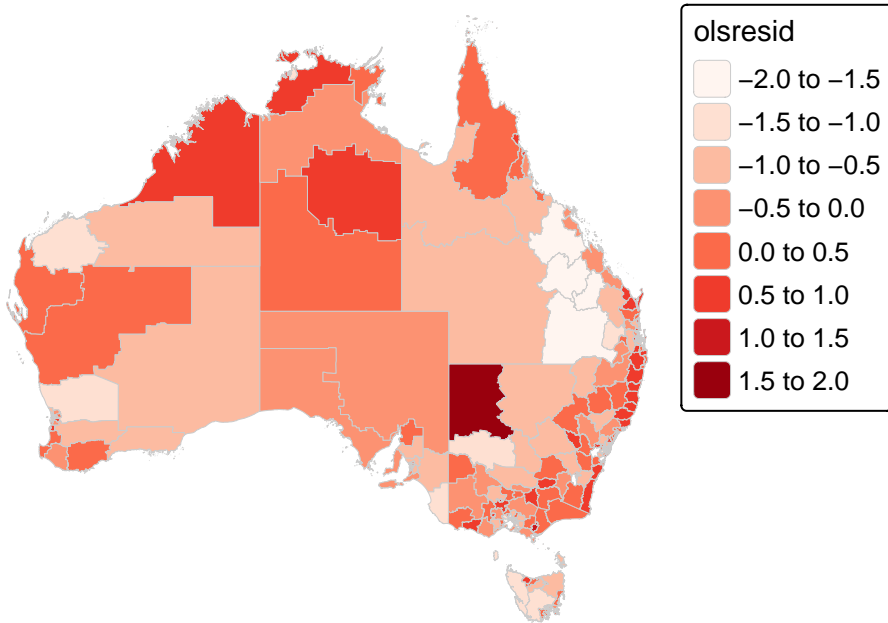 olsresid
−2.0 to −1.5
−1.5 to −1.0
−1.0 to −0.5
−0.5 to 0.0
0.0 to 0.5
0.5 to 1.0
1.0 to 1.5
1.5 to 2.0